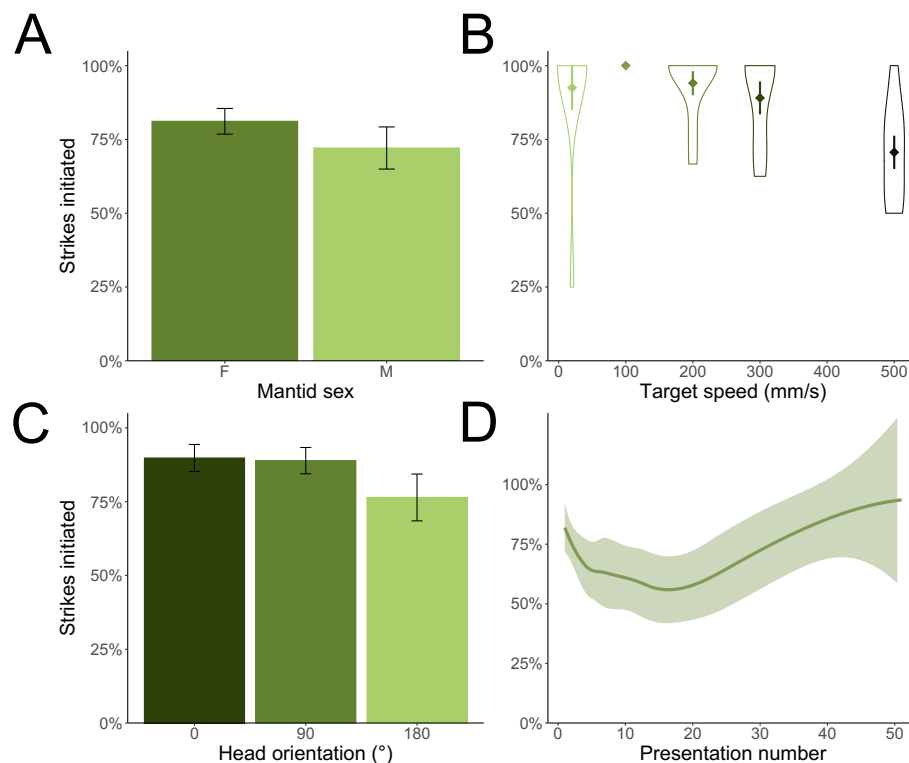 A
100%
75%
50%
25%
0%
Strikes initiated
F M
Mantid sex
B
100%
75%
50%
25%
0%
0 100 200 300 400 500
Target speed (mm/s)
C
100%
75%
50%
25%
0%
Strikes initiated
0 90 180
Head orientation (°)
D
100%
75%
50%
25%
0%
0 10 20 30 40 50
Presentation number